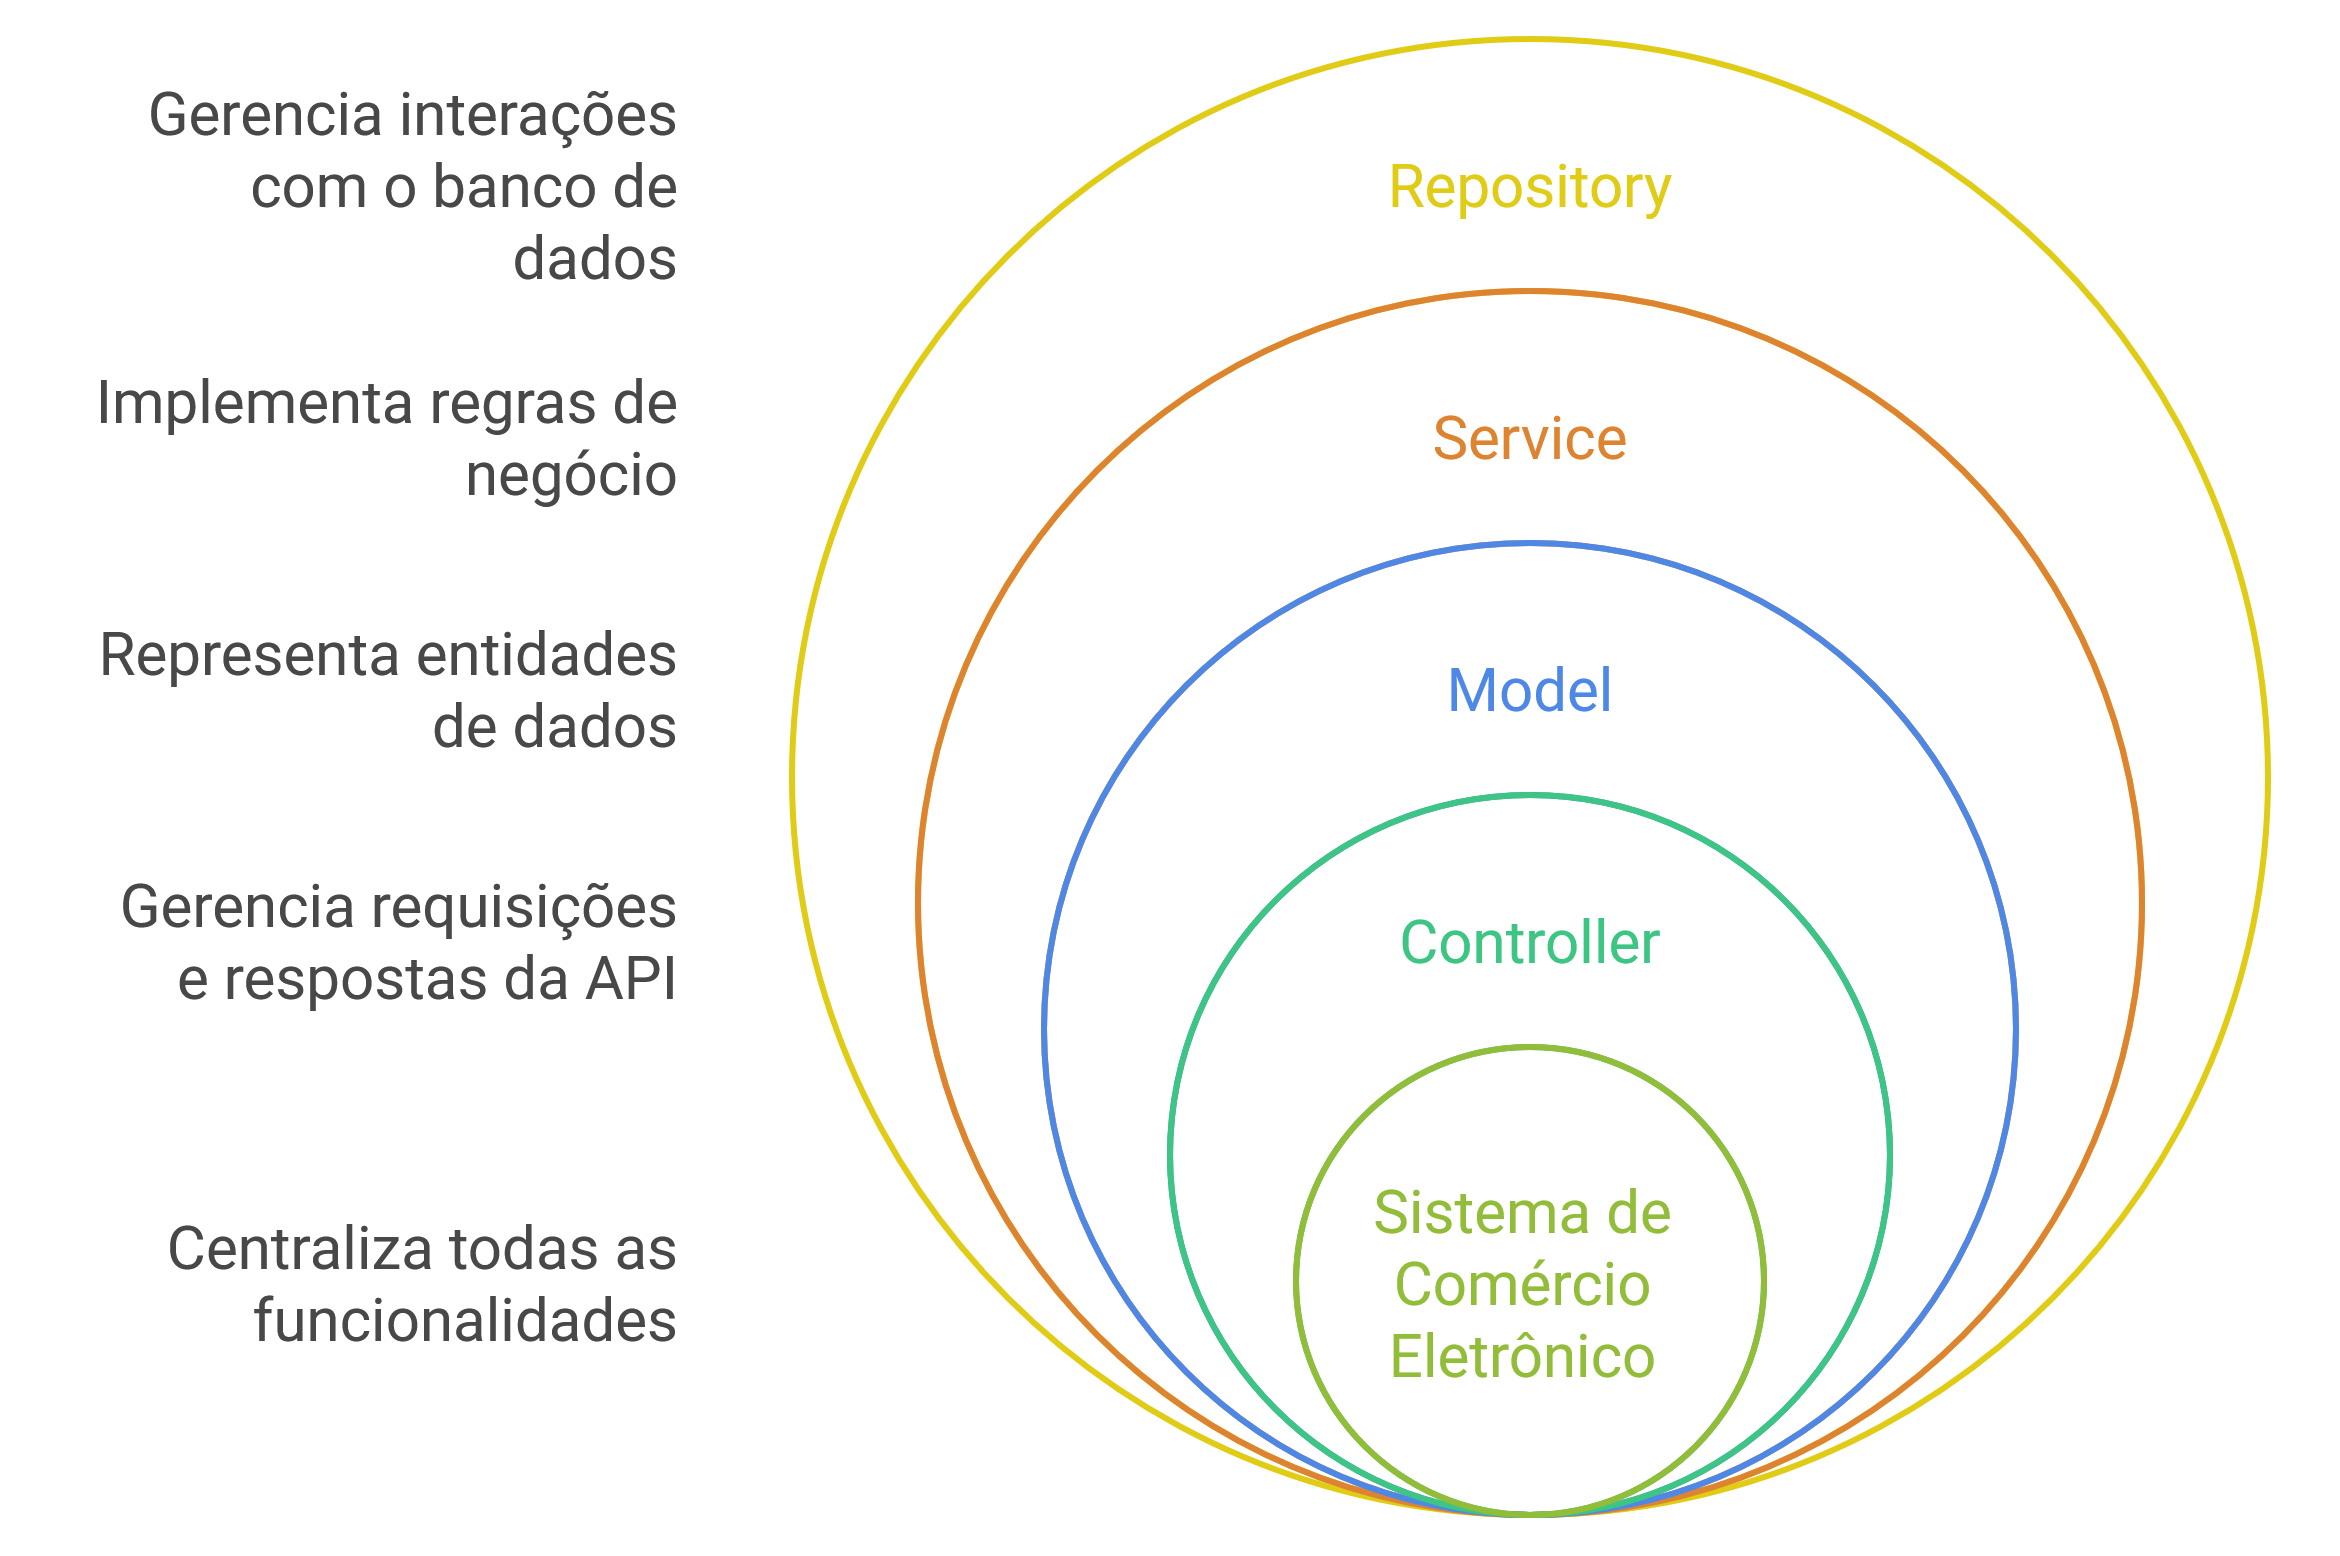 Gerencia interações
com o banco de
dados
Repository
Implementa regras de
negócio
Service
Representa entidades
de dados
Model
Gerencia requisições
e respostas da API
Controller
Centraliza todas as
funcionalidades
Sistema de
Comércio
Eletrônico